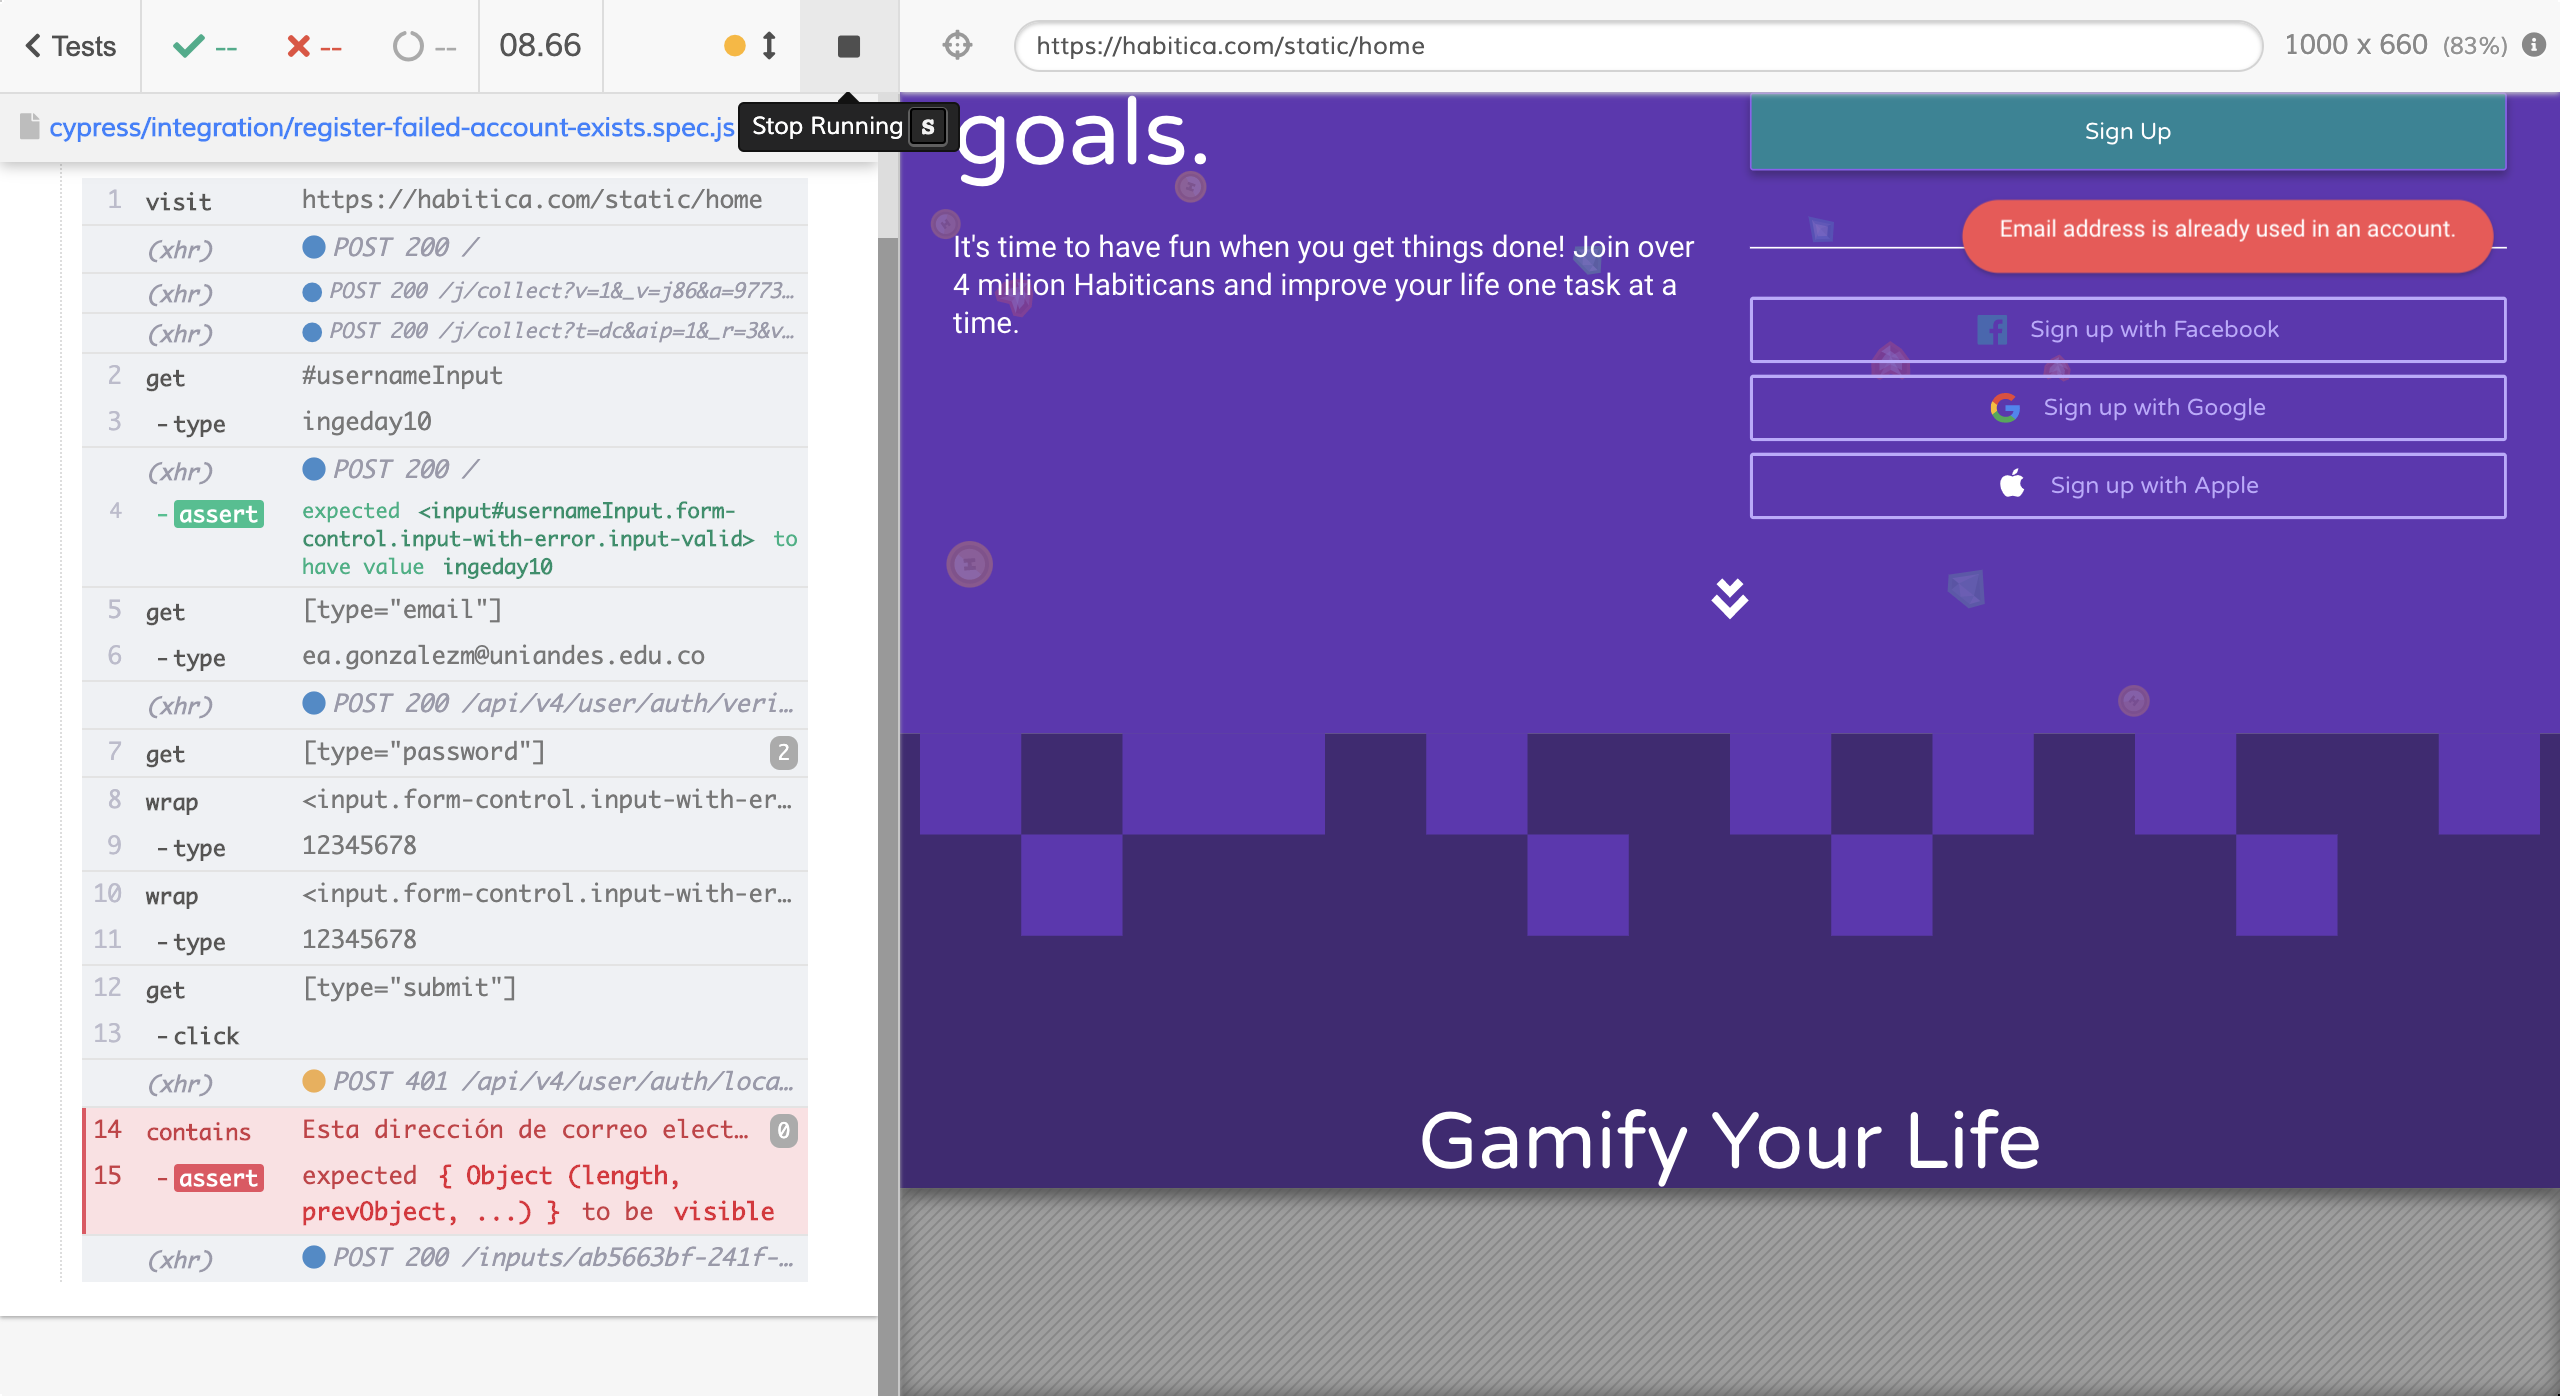 Tests
--
--
--
08.66
https://habitica.com/static/home
1000 x 660 (83%)
cypress/integration/register-failed-account-exists.spec.js
Stop Running S
1 visit https://habitica.com/static/home
(xhr) POST 200 /
(xhr) POST 200 /j/collect?v=1&_v=j86&a=9773…
(xhr) POST 200 /j/collect?t=dc&aip=1&_r=3&v…
2 get #usernameInput
3 -type ingeday10
(xhr) POST 200 /
4 -assert expected <input#usernameInput.form-
control.input-with-error.input-valid> to
have value ingeday10
5 get [type="email"]
6 -type ea.gonzalezm@uniandes.edu.co
(xhr) POST 200 /api/v4/user/auth/veri…
7 get [type="password"] 2
8 wrap <input.form-control.input-with-er…
9 -type 12345678
10 wrap <input.form-control.input-with-er…
11 -type 12345678
12 get [type="submit"]
13 -click
(xhr) POST 401 /api/v4/user/auth/loca…
14 contains Esta dirección de correo elect… 0
15 -assert expected { Object (length,
prevObject, ...) } to be visible
(xhr) POST 200 /inputs/ab5663bf-241f-…
goals.
It's time to have fun when you get things done! Join over
4 million Habiticans and improve your life one task at a
time.
Sign Up
Email address is already used in an account.
Sign up with Facebook
Sign up with Google
Sign up with Apple
Gamify Your Life